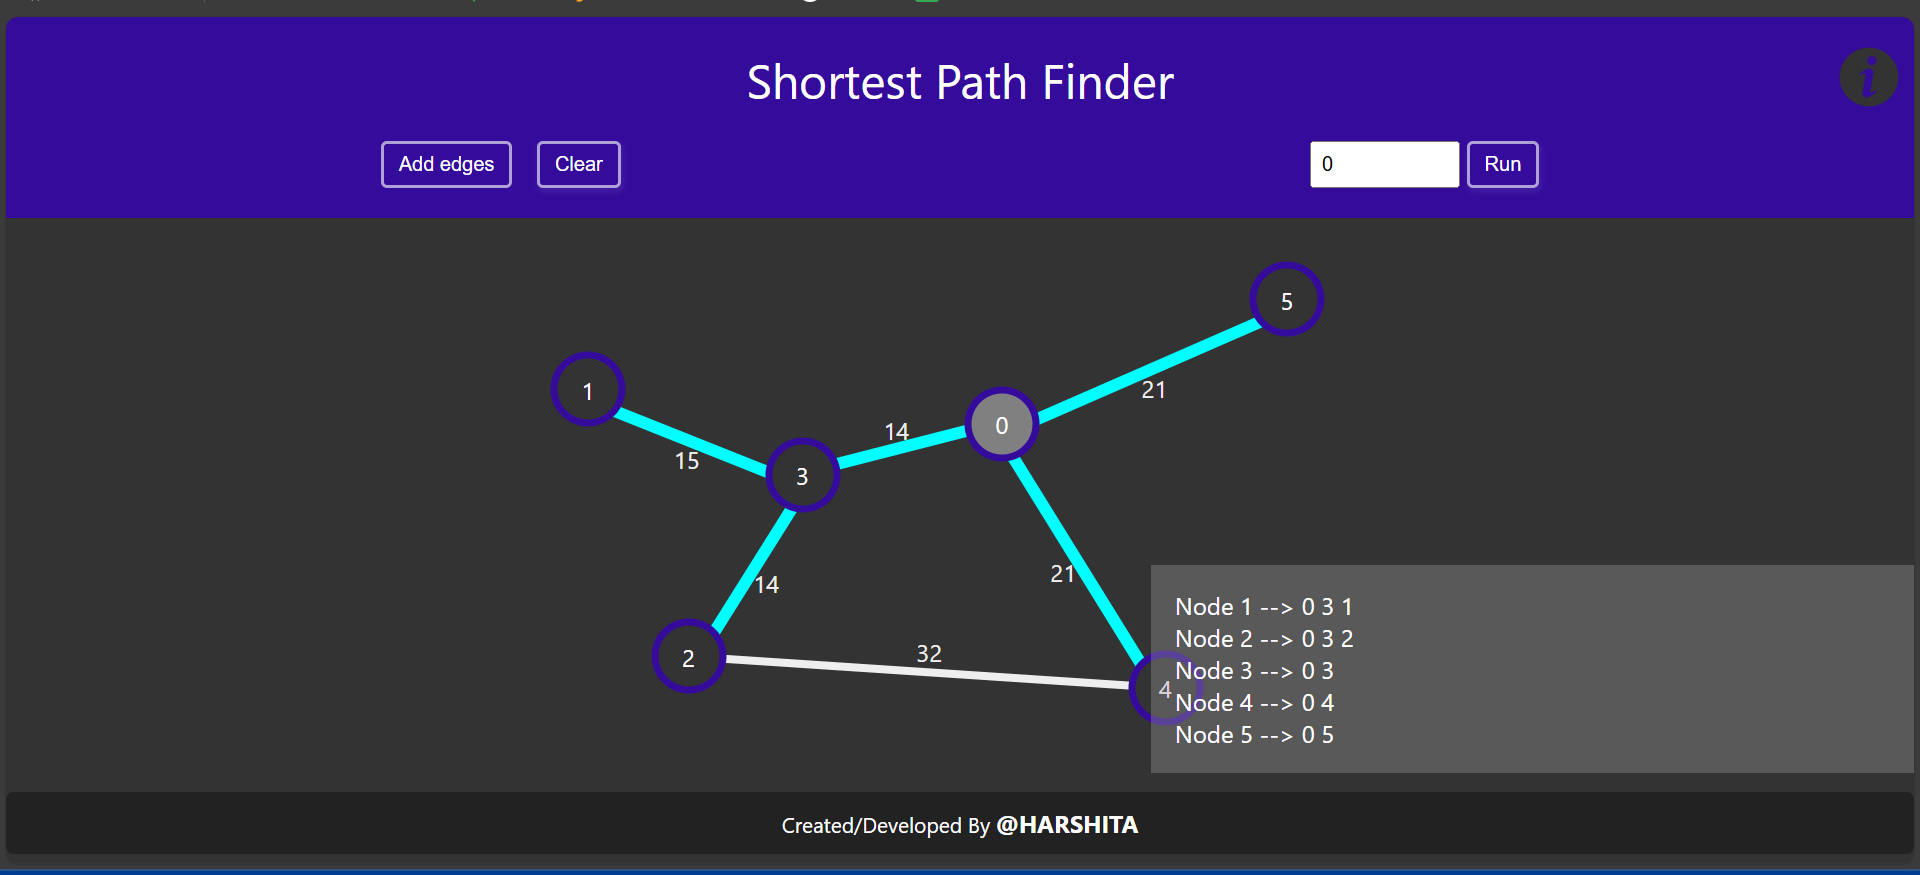 Shortest Path Finder
i
Add edges
Clear
0
Run
5
1
21
14
0
15
3
21
14
32
2
4
Node 1 --> 0 3 1
Node 2 --> 0 3 2
Node 3 --> 0 3
Node 4 --> 0 4
Node 5 --> 0 5
Created/Developed By @HARSHITA